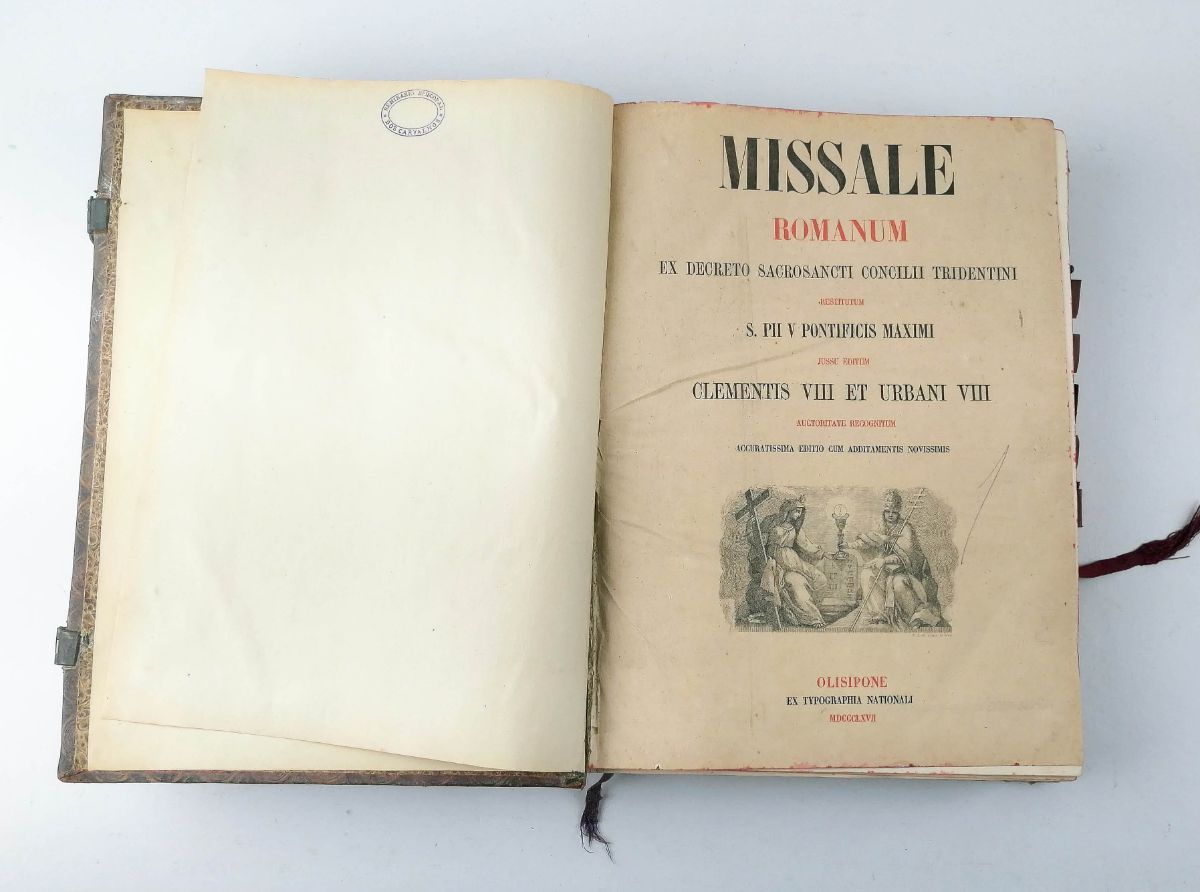 MISSALE
ROMANUM
EX DECRETO SACROSANCTI CONCILII TRIDENTINI
RESTITUTUM
S. PII V PONTIFICIS MAXIMI
JUSSU EDITUM
CLEMENTIS VIII ET URBANI VIII
AUCTORITATE RECOGNITUM
ACCURATISSIMA EDITIO CUM ADDITAMENTIS NOVISSIMIS
OLISIPONE
EX TYPOGRAPHIA NATIONALI
MDCCCLXVII